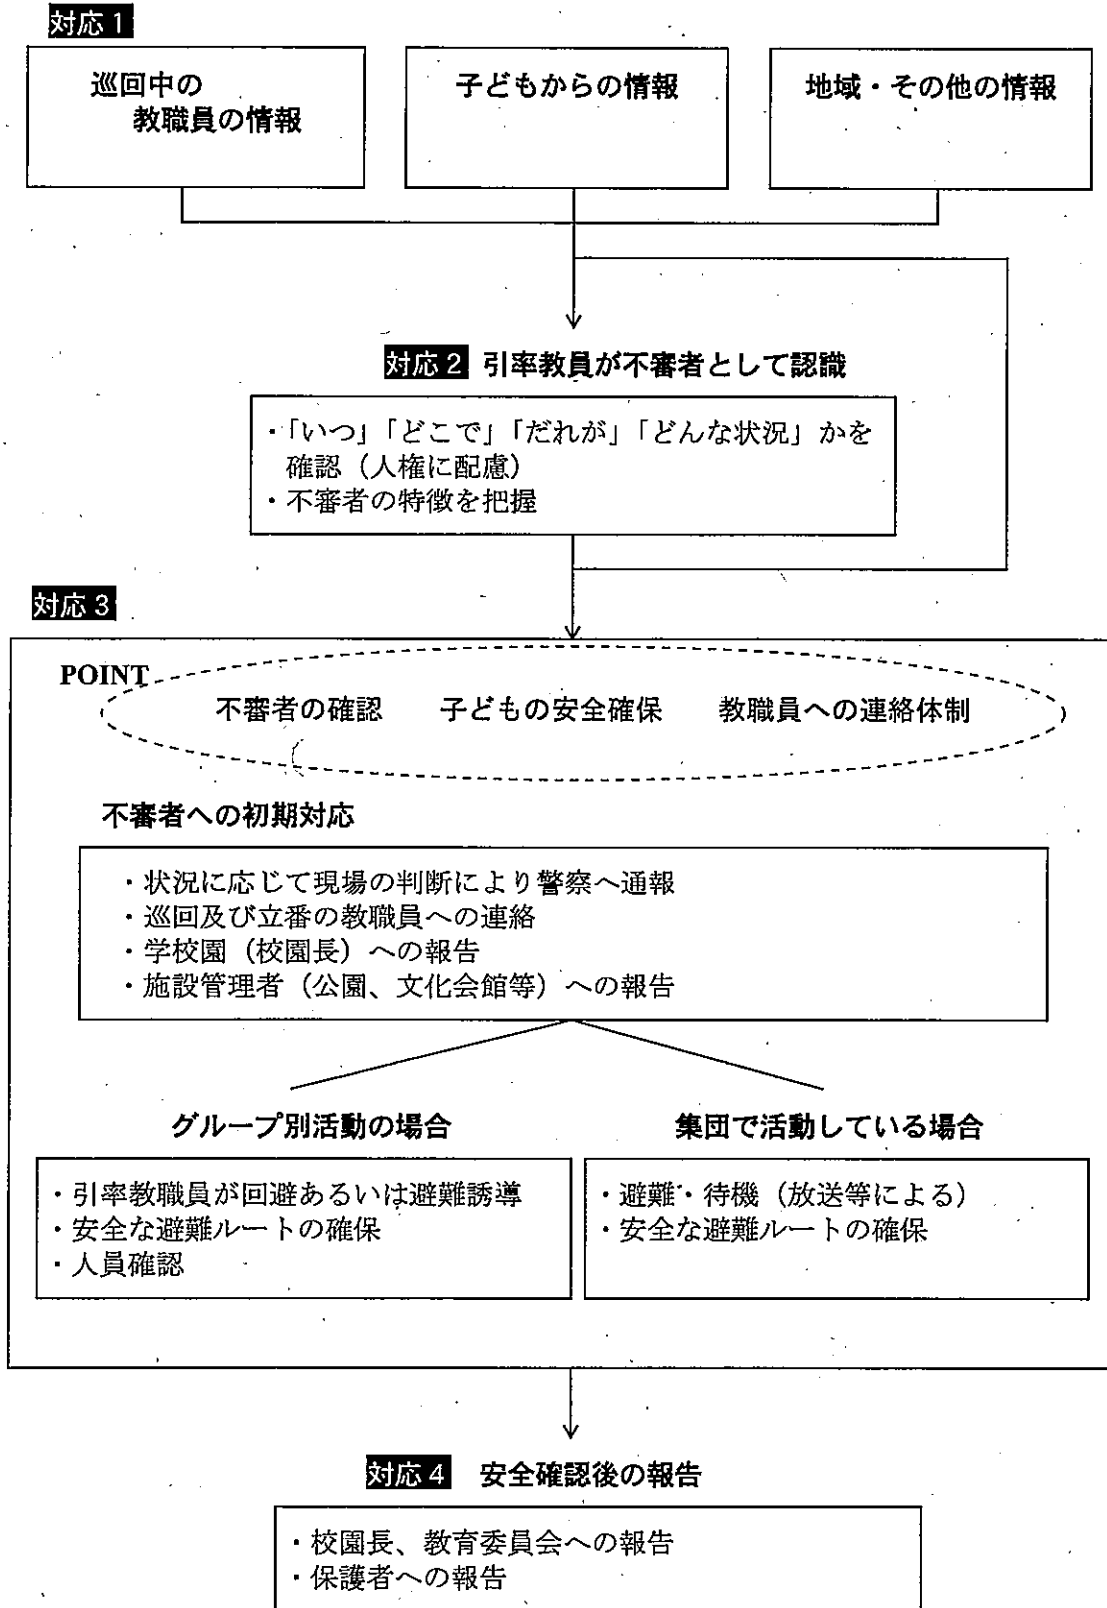 対応1
巡回中の
教職員の情報
子どもからの情報
地域・その他の情報
対応2 引率教員が不審者として認識
・「いつ」「どこで」「だれが」「どんな状況」かを
確認（人権に配慮）
・不審者の特徴を把握
対応3
POINT
不審者の確認 子どもの安全確保 教職員への連絡体制
不審者への初期対応
・状況に応じて現場の判断により警察へ通報
・巡回及び立番の教職員への連絡
・学校園（校園長）への報告
・施設管理者（公園、文化会館等）への報告
グループ別活動の場合
・引率教職員が回避あるいは避難誘導
・安全な避難ルートの確保
・人員確認
集団で活動している場合
・避難・待機（放送等による）
・安全な避難ルートの確保
対応4 安全確認後の報告
・校園長、教育委員会への報告
・保護者への報告